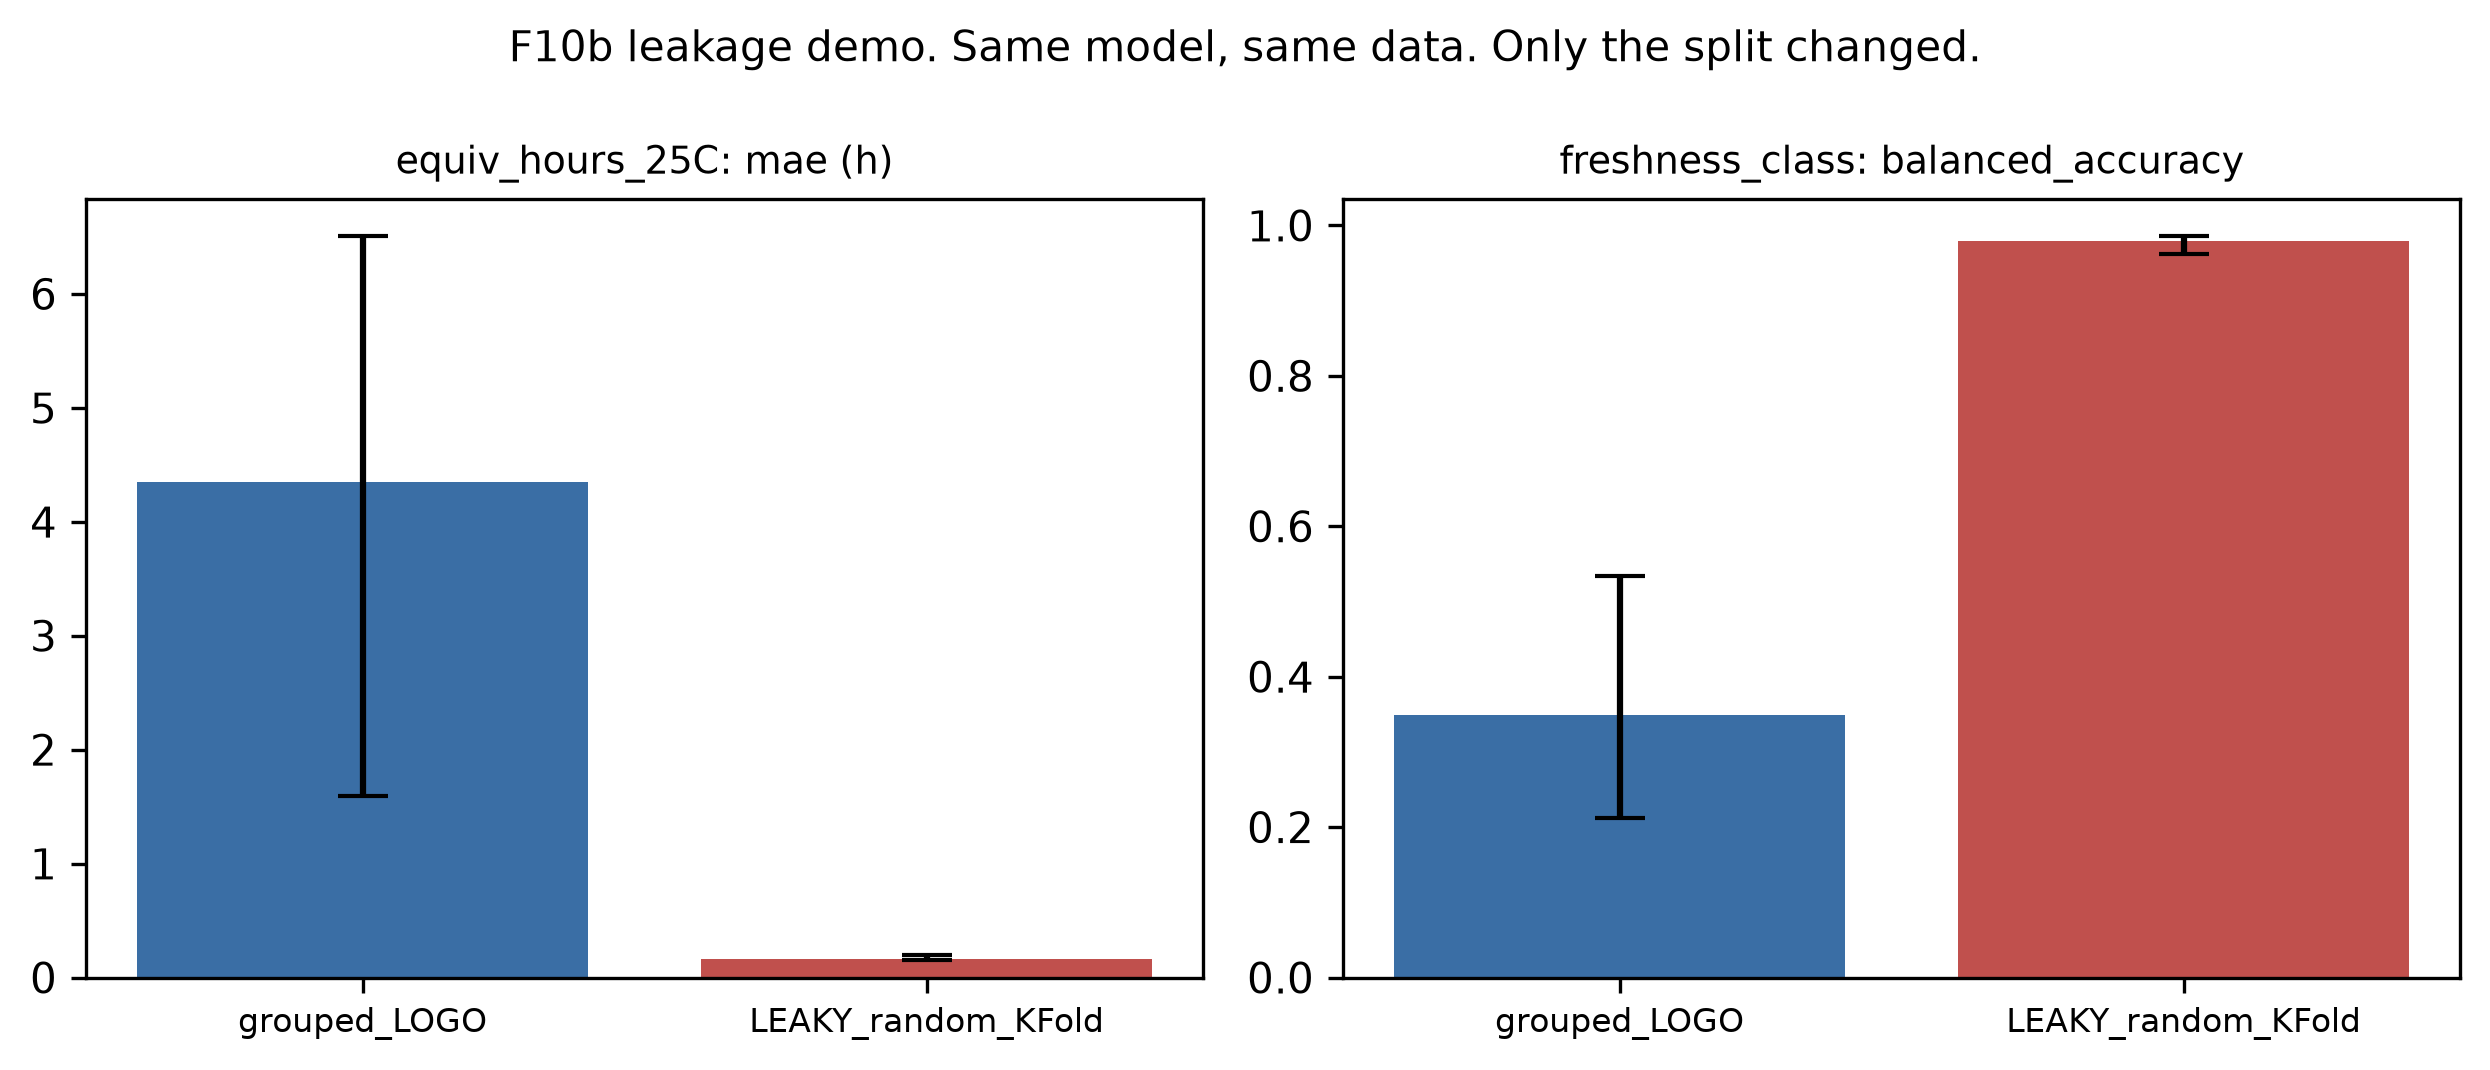 F10b leakage demo. Same model, same data. Only the split changed.
equiv_hours_25C: mae (h)
6
5
4
3
2
1
0
grouped_LOGO
LEAKY_random_KFold
freshness_class: balanced_accuracy
1.0
0.8
0.6
0.4
0.2
0.0
grouped_LOGO
LEAKY_random_KFold